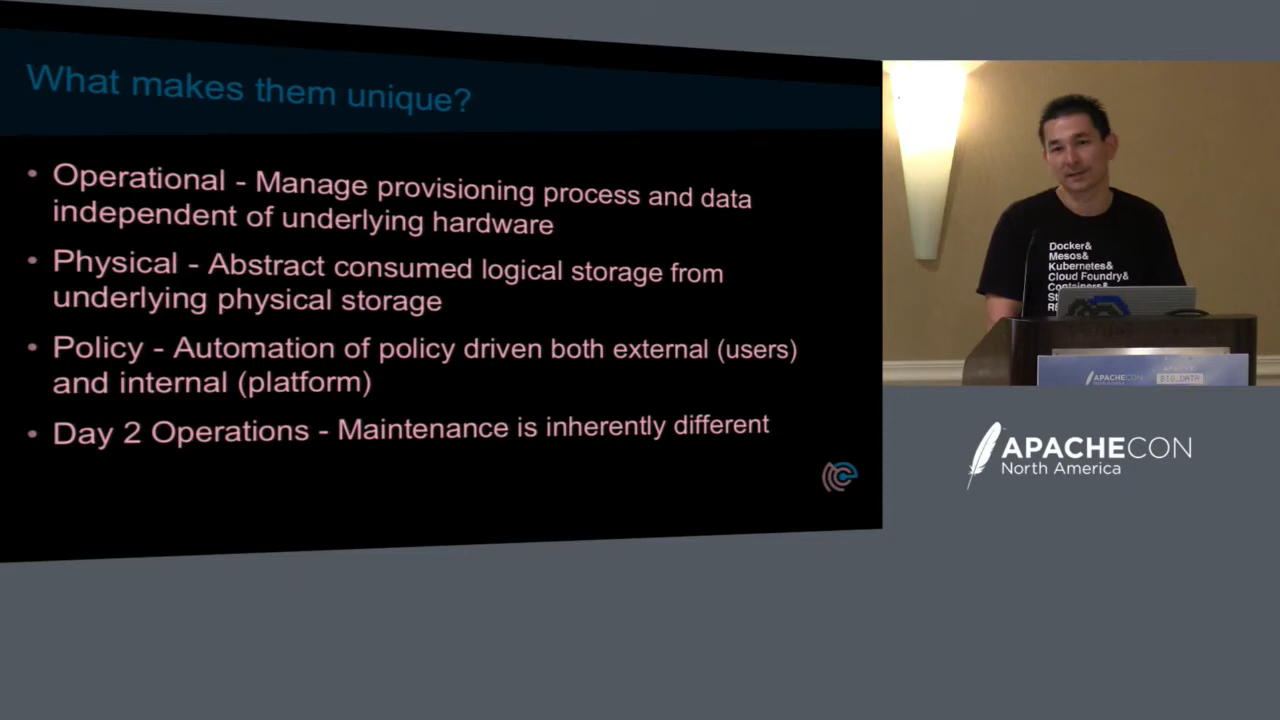 What makes them unique?
• Operational - Manage provisioning process and data
independent of underlying hardware
• Physical - Abstract consumed logical storage from
underlying physical storage
• Policy - Automation of policy driven both external (users)
and internal (platform)
• Day 2 Operations - Maintenance is inherently different
Docker&
Mesos&
Kubernetes&
Cloud Foundry&
Containers&
APACHECON
BIG_DATA
APACHECON
North America